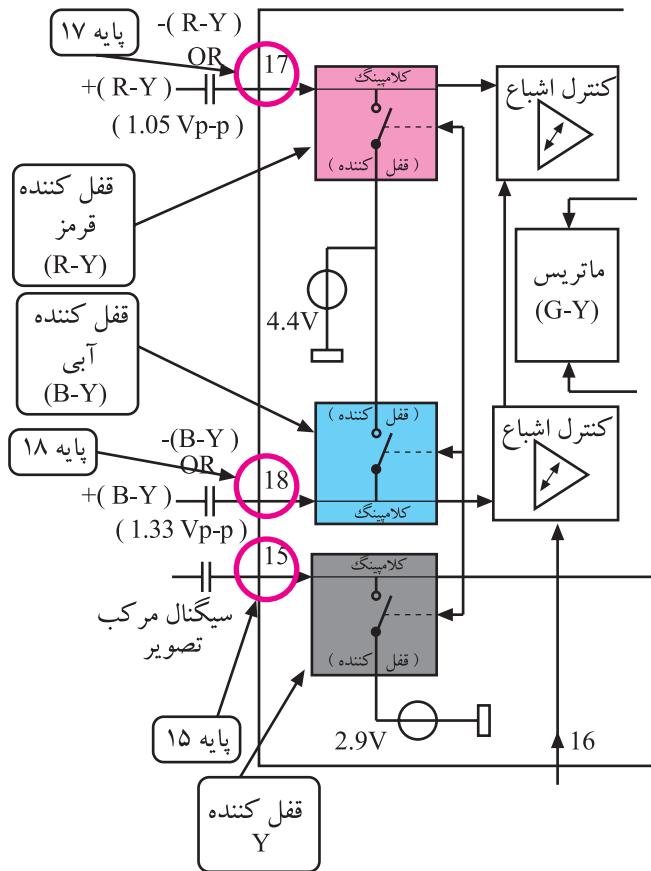 پایه ۱۷
-(R-Y)
OR
+( R-Y )
( 1.05 Vp-p )
17
کلامپینگ
( قفل کننده )
کنترل اشباع
قفل کننده
قرمز
(R-Y)
4.4V
ماتریس
(G-Y)
قفل کننده
آبی
(B-Y)
( قفل کننده )
کلامپینگ
کنترل اشباع
پایه ۱۸
-(B-Y)
OR
+( B-Y )
( 1.33 Vp-p )
18
15
کلامپینگ
( قفل کننده )
سیگنال مرکب
تصویر
پایه ۱۵
2.9V
16
قفل کننده
Y